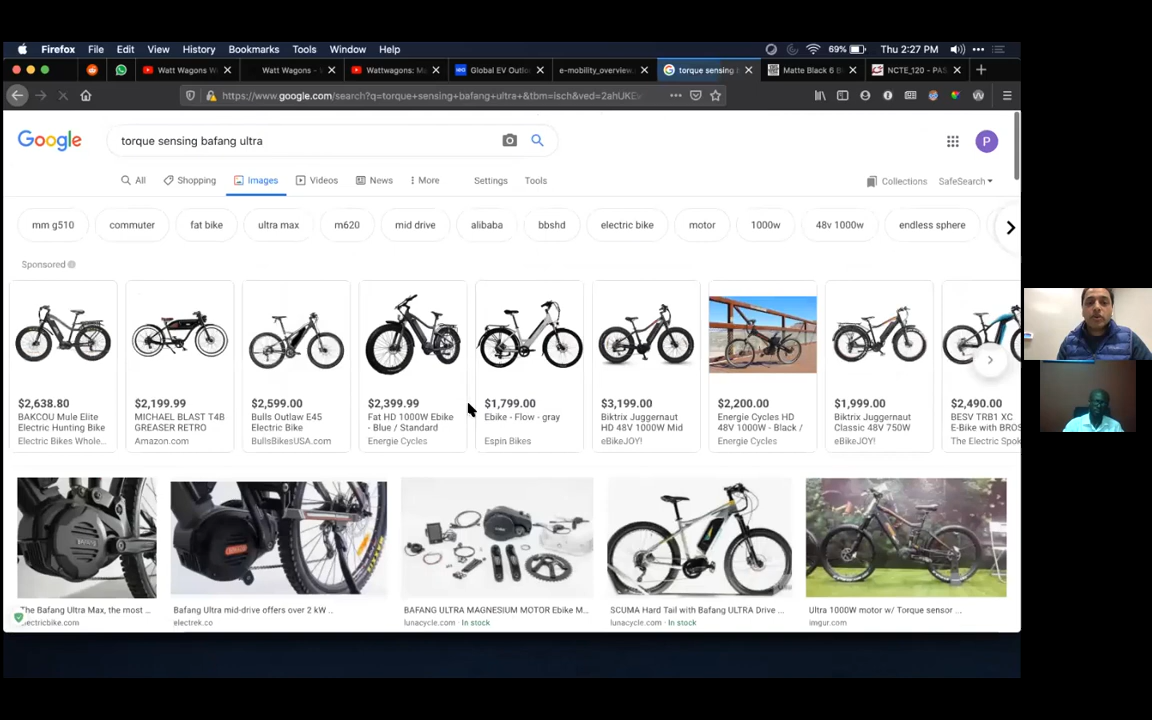 Firefox File Edit View History Bookmarks Tools Window Help 69% Thu 2:27 PM
Watt Wagons W
Watt Wagons -
Wattwagons: M
Global EV Outlo
e-mobility_overview
torque sensing
Matte Black 6 B
NCTE_120 - PAS
https://www.google.com/search?q=torque+sensing+bafang+ultra+&tbm=isch&ved=2ahUKE
Google
torque sensing bafang ultra
P
All Shopping Images Videos News More Settings Tools Collections SafeSearch
mm g510 commuter fat bike ultra max m620 mid drive alibaba bbshd electric bike motor 1000w 48v 1000w endless sphere
Sponsored
$2,638.80
BAKCOU Mule Elite
Electric Hunting Bike
Electric Bikes Whole...
$2,199.99
MICHAEL BLAST T4B
GREASER RETRO
Amazon.com
$2,599.00
Bulls Outlaw E45
Electric Bike
BullsBikesUSA.com
$2,399.99
Fat HD 1000W Ebike
- Blue / Standard
Energie Cycles
$1,799.00
Ebike - Flow - gray
Espin Bikes
$3,199.00
Biktrix Juggernaut
HD 48V 1000W Mid
eBikeJOY!
$2,200.00
Energie Cycles HD
48V 1000W - Black /
Energie Cycles
$1,999.00
Biktrix Juggernaut
Classic 48V 750W
eBikeJOY!
$2,490.00
BESV TRB1 XC
E-Bike with BROS
The Electric Spok
The Bafang Ultra Max, the most ...
electricbike.com
Bafang Ultra mid-drive offers over 2 kW ...
electrek.co
BAFANG ULTRA MAGNESIUM MOTOR Ebike M...
lunacycle.com · In stock
SCUMA Hard Tail with Bafang ULTRA Drive ...
lunacycle.com · In stock
Ultra 1000W motor w/ Torque sensor ...
imgur.com